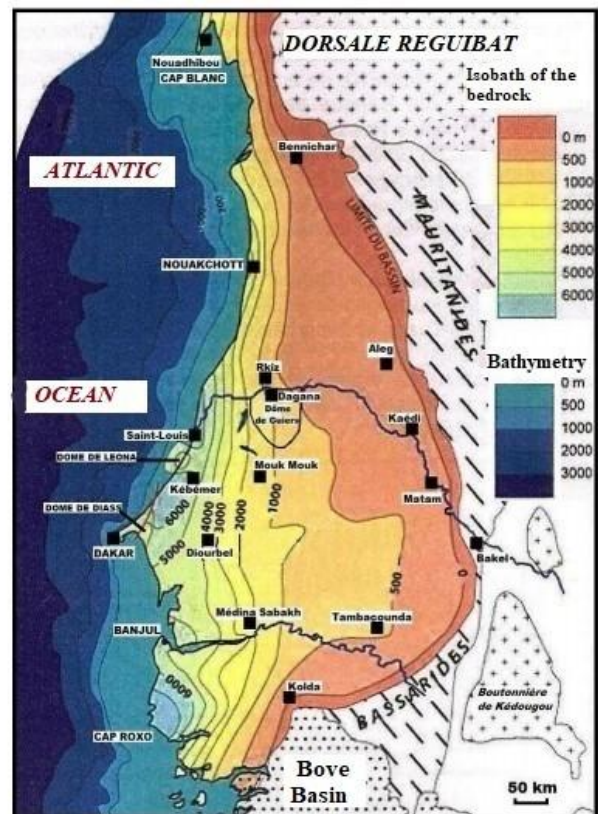 DORSALE REGUIBAT
Nouadhibou
CAP BLANC
Isobath of the
bedrock
0 m
500
1000
2000
3000
4000
5000
6000
Bennichar
ATLANTIC
MAURITANIDES
LIMITE DU BASSIN
NOUAKCHOTT
Aleg
Rkiz
Bathymetry
0 m
500
1000
2000
3000
OCEAN
Dagana
Dôme
de Guiers
Kaédi
Saint-Louis
DOME DE LEONA
Mouk Mouk
Kébémer
1000
Matam
6000
4000
3000
2000
DOME DE DIASS
DAKAR
5000
Diourbel
Bakel
500
0
Médina Sabakh
Tambacounda
BANJUL
6000
Kolda
BASSARIDES
Boutonnière
de Kédougou
CAP ROXO
Bove
Basin
50 km